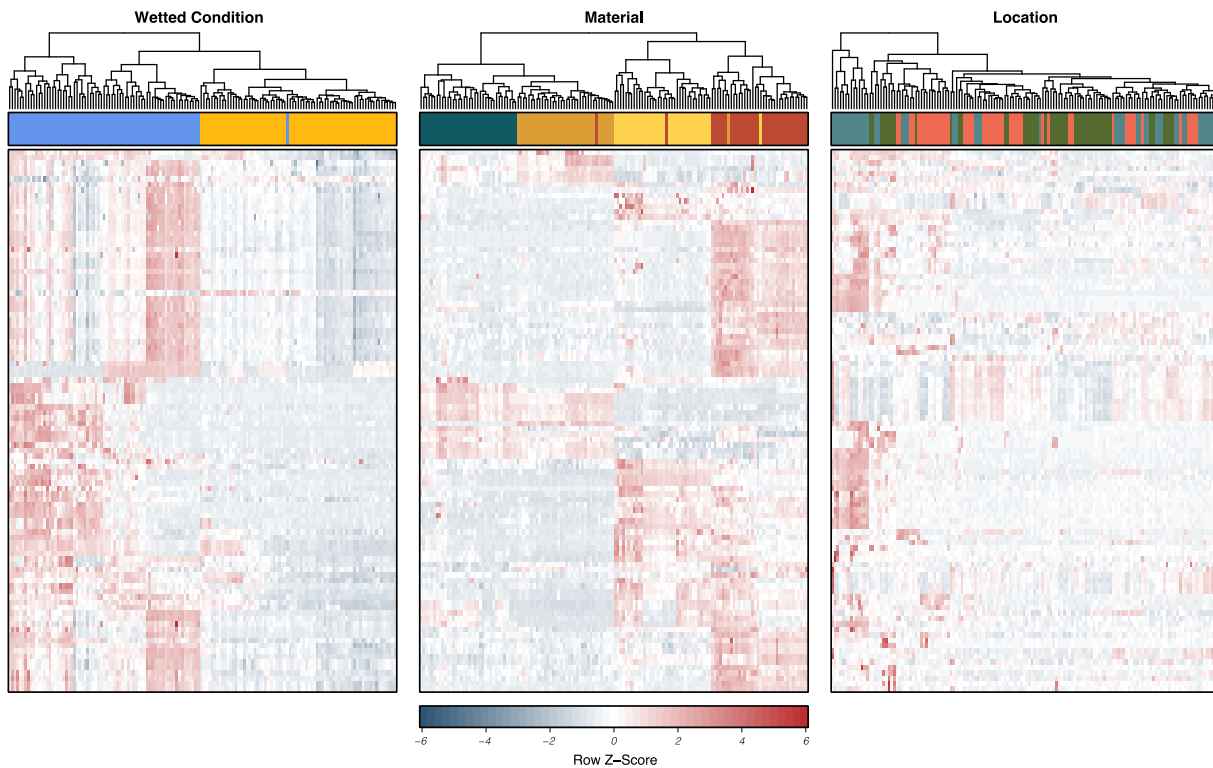 Wetted Condition
Material
Location
−6 −4 −2 0 2 4 6
Row Z−Score